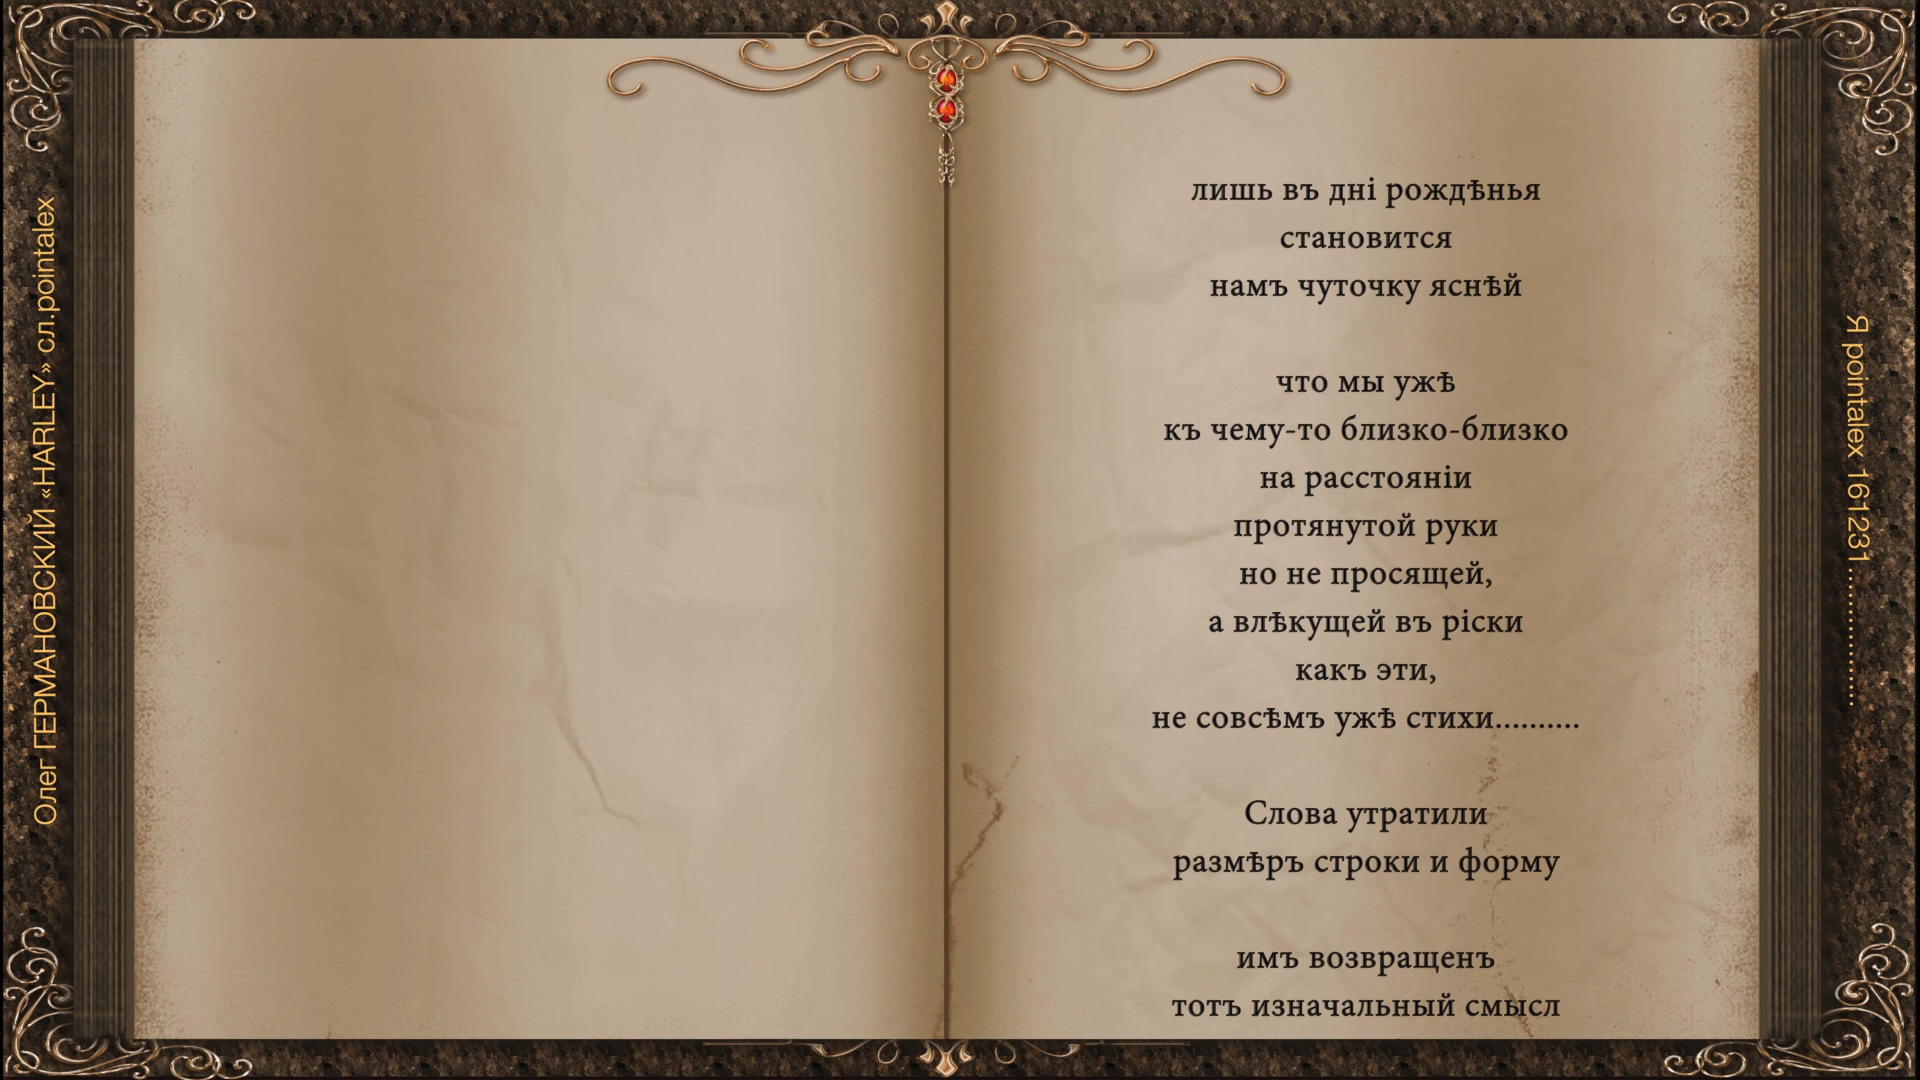 Олег ГЕРМАНОВСКИЙ «HARLEY» сл.pointalex
лишь въ днi рождѣнья
становится
намъ чуточку яснѣй
что мы ужѣ
къ чему-то близко-близко
на разстоянiи
протянутой руки
но не просящей,
а влѣкущей въ рiски
какъ эти,
не совсѣмъ ужѣ стихи..........
Слова утратили
размѣръ строки и форму
имъ возвращенъ
тотъ изначальный смысл
Я pointalex 161231................